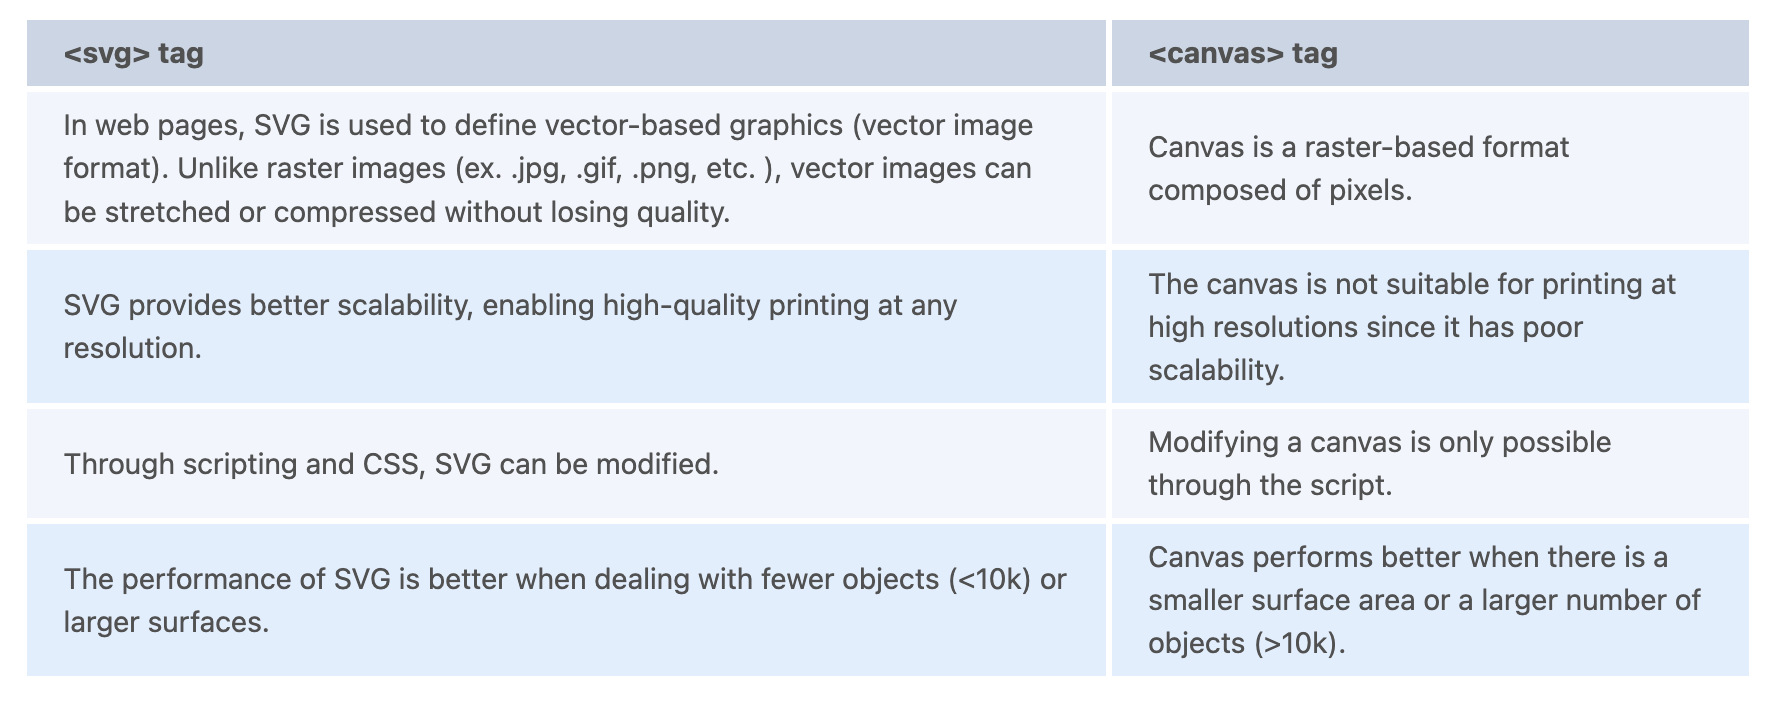 <svg> tag
<canvas> tag
In web pages, SVG is used to define vector-based graphics (vector image
format). Unlike raster images (ex. .jpg, .gif, .png, etc. ), vector images can
be stretched or compressed without losing quality.
Canvas is a raster-based format
composed of pixels.
SVG provides better scalability, enabling high-quality printing at any
resolution.
The canvas is not suitable for printing at
high resolutions since it has poor
scalability.
Through scripting and CSS, SVG can be modified.
Modifying a canvas is only possible
through the script.
The performance of SVG is better when dealing with fewer objects (<10k) or
larger surfaces.
Canvas performs better when there is a
smaller surface area or a larger number of
objects (>10k).